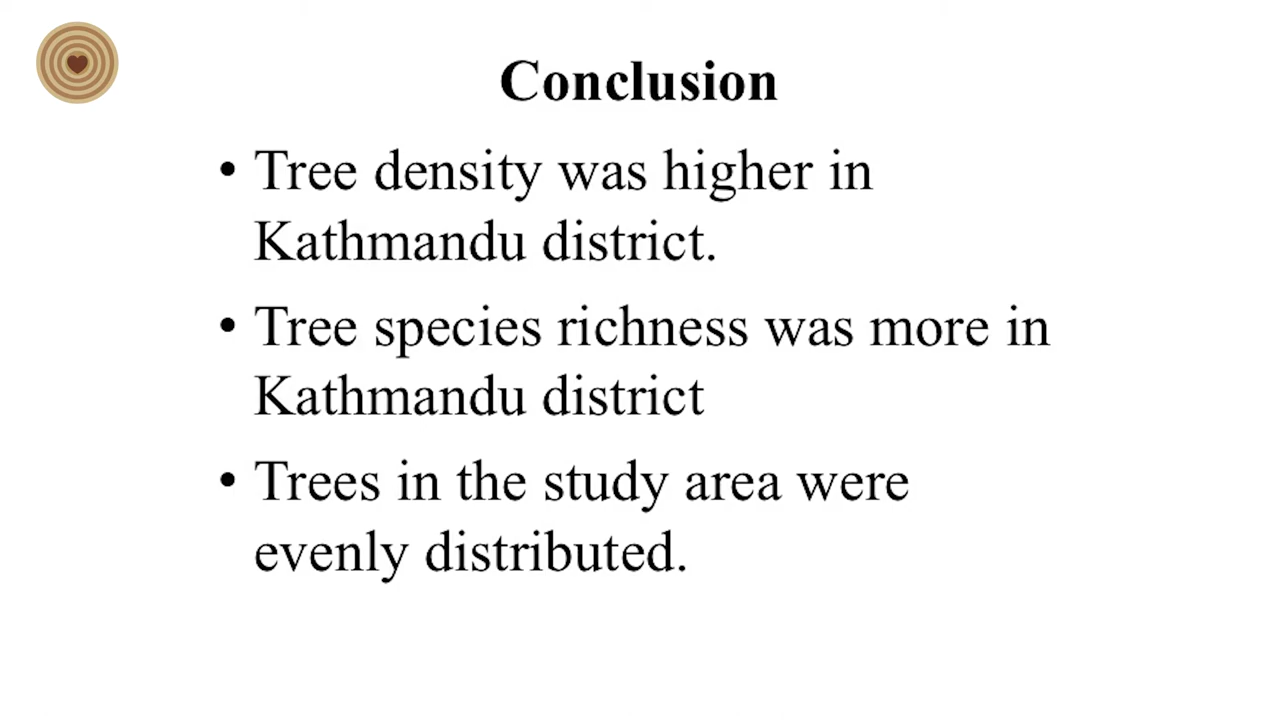 Conclusion
• Tree density was higher in
Kathmandu district.
• Tree species richness was more in
Kathmandu district
• Trees in the study area were
evenly distributed.